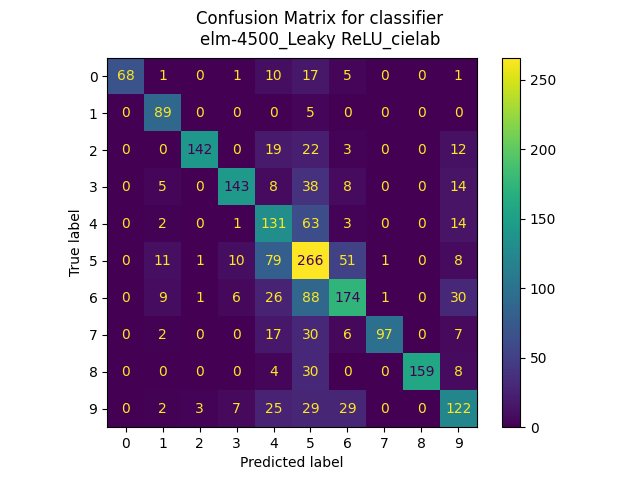 Confusion Matrix for classifier
elm-4500_Leaky ReLU_cielab
0 68 1 0 1 10 17 5 0 0 1
1 0 89 0 0 0 5 0 0 0 0
2 0 0 142 0 19 22 3 0 0 12
3 0 5 0 143 8 38 8 0 0 14
4 0 2 0 1 131 63 3 0 0 14
5 0 11 1 10 79 266 51 1 0 8
6 0 9 1 6 26 88 174 1 0 30
7 0 2 0 0 17 30 6 97 0 7
8 0 0 0 0 4 30 0 0 159 8
9 0 2 3 7 25 29 29 0 0 122
0 1 2 3 4 5 6 7 8 9
Predicted label
True label
250
200
150
100
50
0